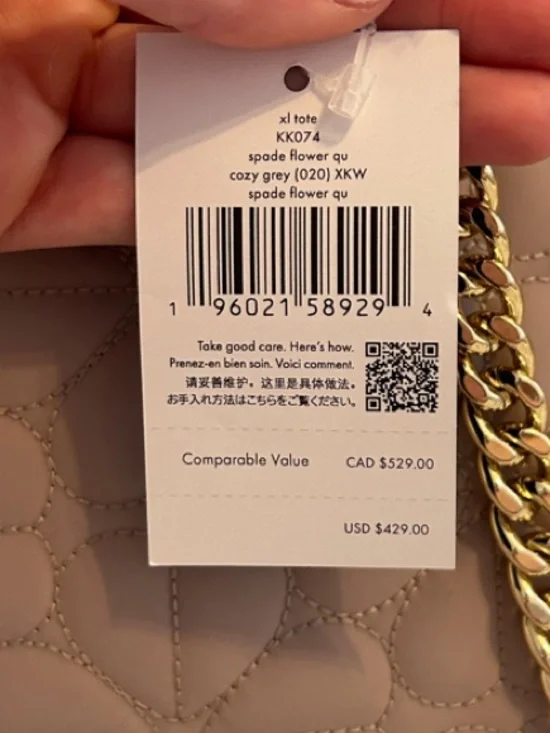 xl tote
KK074
spade flower qu
cozy grey (020) XKW
spade flower qu
1 96021 58929 4
Take good care. Here's how.
Prenez-en bien soin. Voici comment.
请妥善维护。这里是具体做法。
お手入れ方法はこちらをご覧ください。
Comparable Value CAD $529.00
USD $429.00